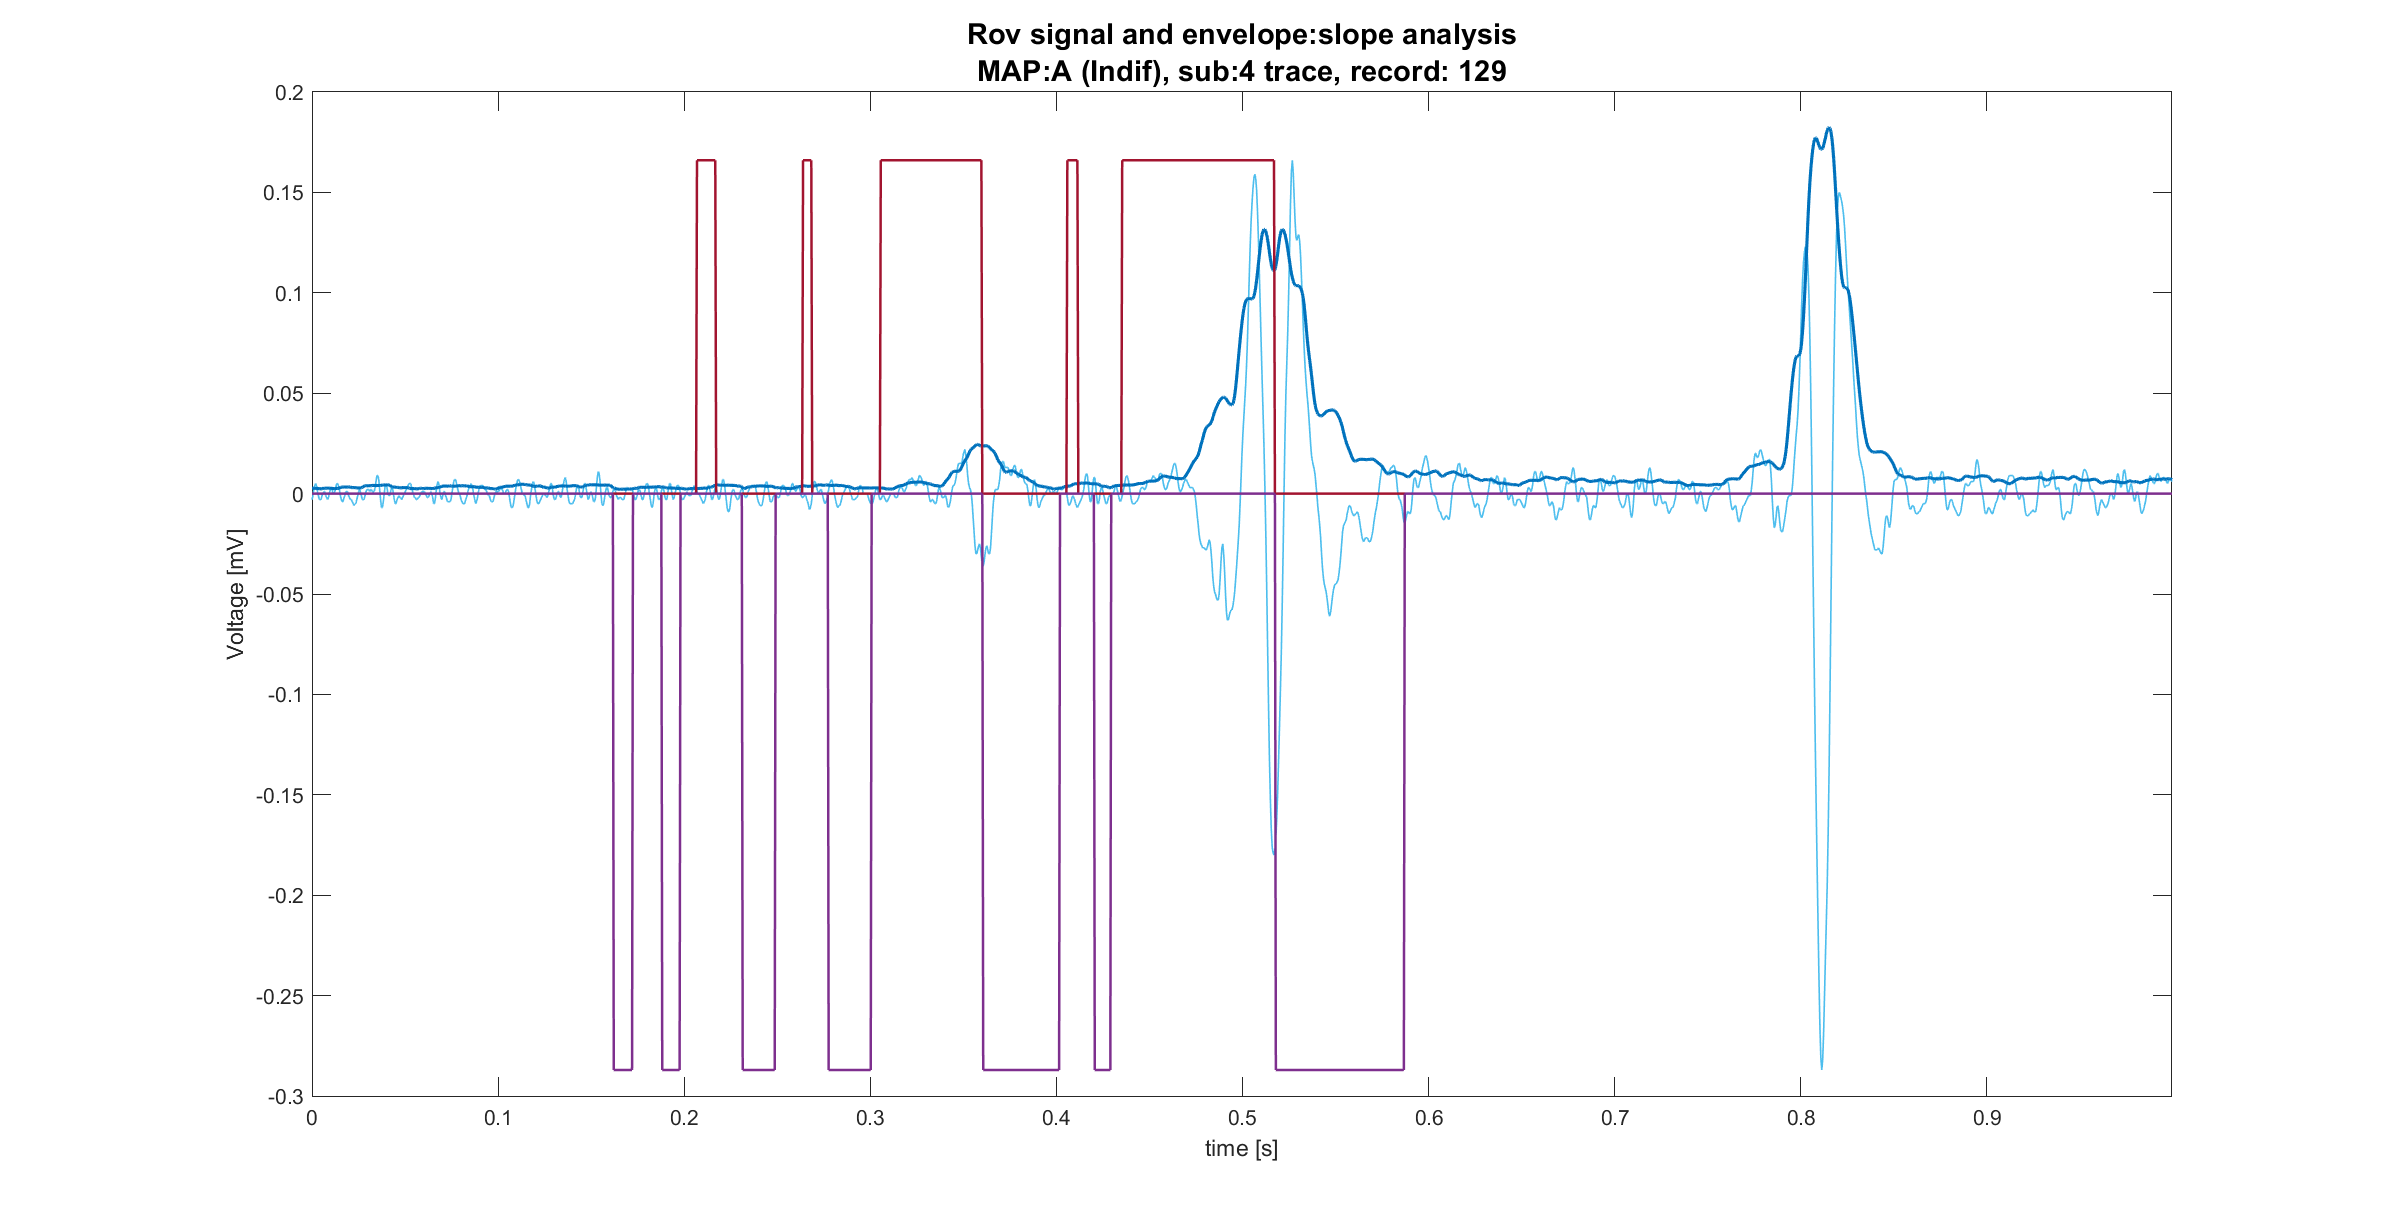 Rov signal and envelope:slope analysis
MAP:A (Indif), sub:4 trace, record: 129
0.2
0.15
0.1
0.05
0
-0.05
-0.1
-0.15
-0.2
-0.25
-0.3
Voltage [mV]
0 0.1 0.2 0.3 0.4 0.5 0.6 0.7 0.8 0.9
time [s]